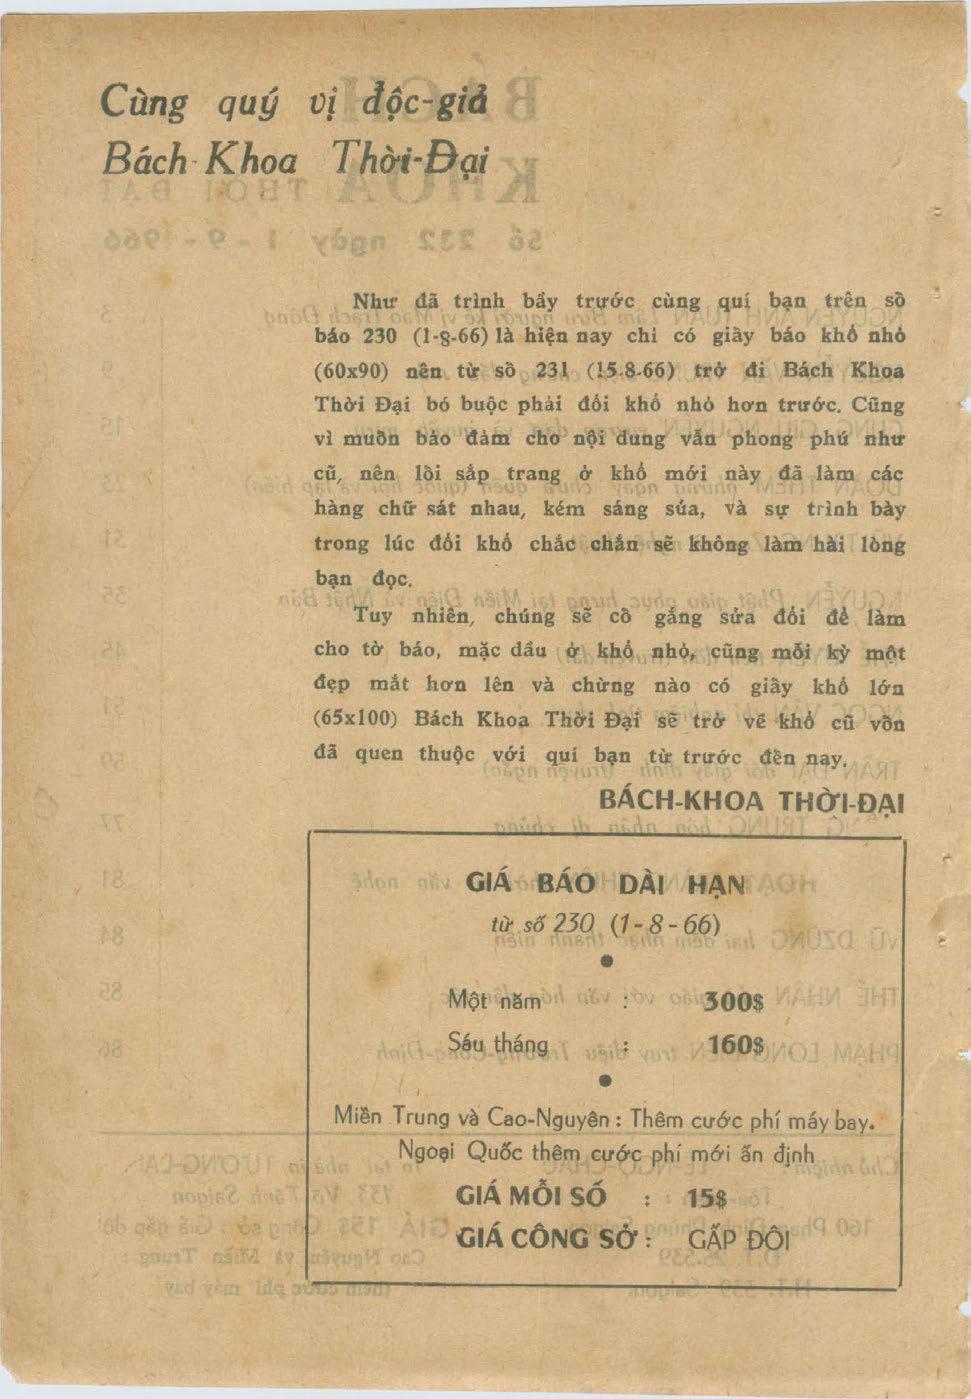 Cùng quý vị độc-giả
Bách-Khoa Thời-Đại
Như đã trình bầy trước cùng quí bạn trên số
báo 230 (1-8-66) là hiện nay chỉ có giấy báo khổ nhỏ
(60x90) nên từ số 231 (15-8-66) trở đi Bách Khoa
Thời Đại bó buộc phải đổi khổ nhỏ hơn trước. Cũng
vì muốn bảo đảm cho nội dung vẫn phong phú như
cũ, nên lối sắp trang ở khổ mới này đã làm các
hàng chữ sát nhau, kém sáng sủa, và sự trình bày
trong lúc đổi khổ chắc chắn sẽ không làm hài lòng
bạn đọc.
Tuy nhiên, chúng sẽ cố gắng sửa đổi để làm
cho tờ báo, mặc dầu ở khổ nhỏ, cũng mỗi kỳ một
đẹp mắt hơn lên và chừng nào có giấy khổ lớn
(65x100) Bách Khoa Thời Đại sẽ trở về khổ cũ vốn
đã quen thuộc với quí bạn từ trước đến nay.
BÁCH-KHOA THỜI-ĐẠI
GIÁ BÁO DÀI HẠN
từ số 230 (1-8-66)
●
Một năm : 300$
Sáu tháng : 160$
●
Miền Trung và Cao-Nguyên : Thêm cước phí máy bay.
Ngoại Quốc thêm cước phí mới ấn định
GIÁ MỖI SỐ : 15$
GIÁ CÔNG SỞ : GẤP ĐÔI